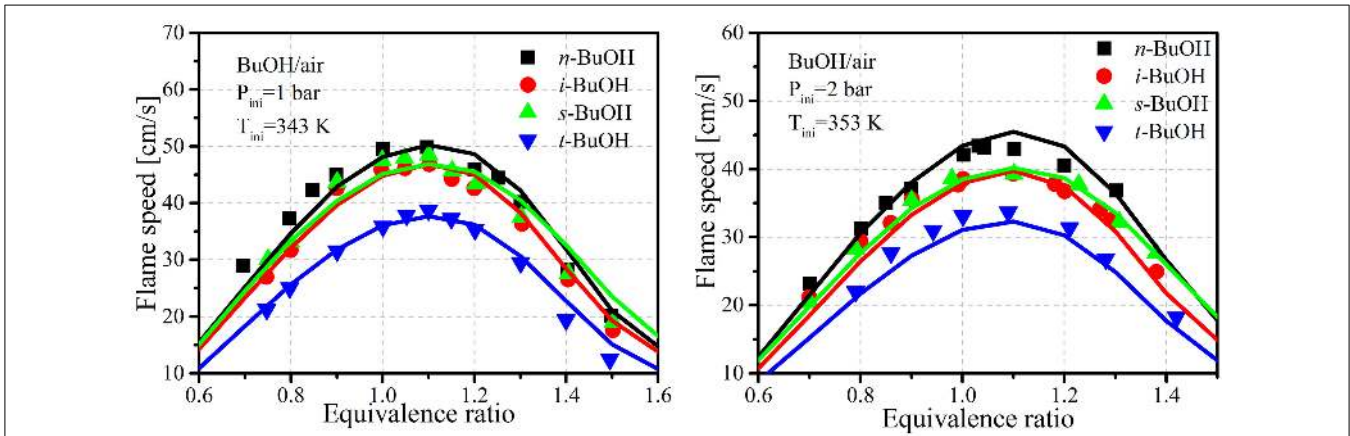 70
60
50
40
30
20
10
Flame speed [cm/s]
BuOH/air
P_ini=1 bar
T_ini=343 K
n-BuOH
i-BuOH
s-BuOH
t-BuOH
0.6 0.8 1.0 1.2 1.4 1.6
Equivalence ratio
60
50
40
30
20
10
Flame speed [cm/s]
BuOH/air
P_ini=2 bar
T_ini=353 K
n-BuOH
i-BuOH
s-BuOH
t-BuOH
0.6 0.8 1.0 1.2 1.4
Equivalence ratio